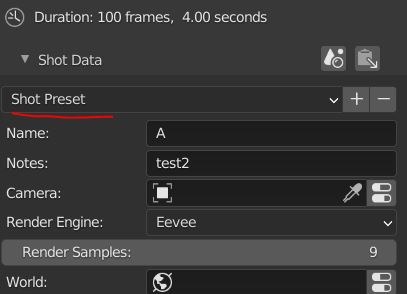 Duration: 100 frames,  4.00 seconds
Shot Data
Shot Preset
Name: A
Notes: test2
Camera:
Render Engine: Eevee
Render Samples: 9
World: